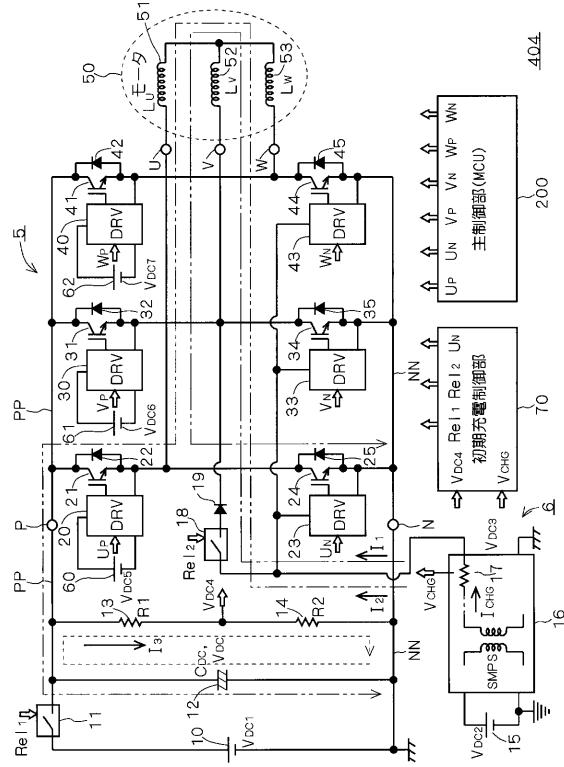 404
5
50
モータ
51
LU
52
LV
53
LW
PP
P
PP
20
DRV
21
22
UP
60
VDC5
30
DRV
31
32
VP
61
VDC6
40
DRV
41
42
WP
62
VDC7
U
V
W
Rel1
11
10
VDC1
CDC, VDC
12
I3
13
R1
VDC4
14
R2
Rel2
18
19
23
DRV
24
25
UN
33
DRV
34
35
VN
43
DRV
44
45
WN
I1
I2
NN
N
NN
VCHG
6
VDC3
17
ICHG
SMPS
16
VDC2
15
VDC4 Rel1 Rel2 UN
初期充電制御部
VCHG
70
UP UN VP VN WP WN
主制御部(MCU)
200